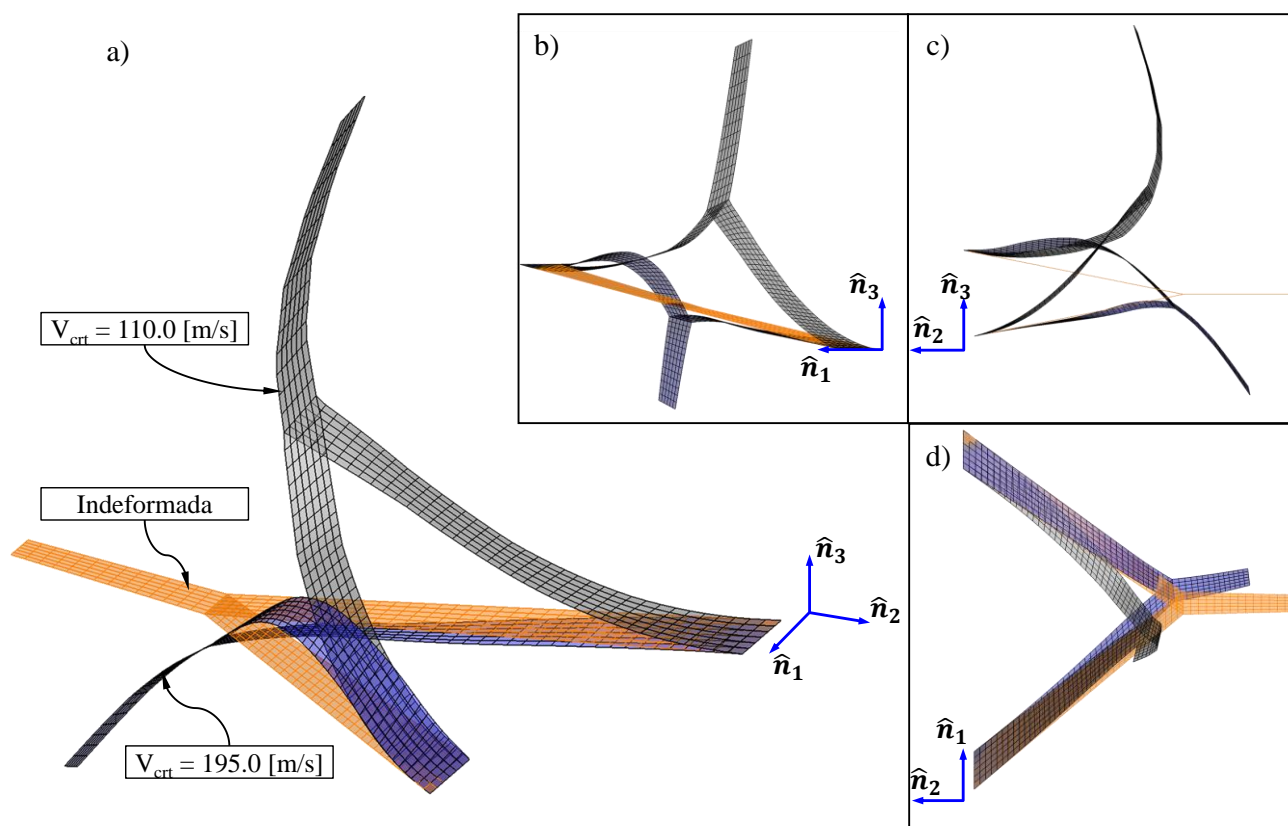 a)
b)
c)
n̂₃
n̂₁
n̂₃
n̂₂
V_crt = 110.0 [m/s]
Indeformada
d)
n̂₃
n̂₂
n̂₁
V_crt = 195.0 [m/s]
n̂₁
n̂₂